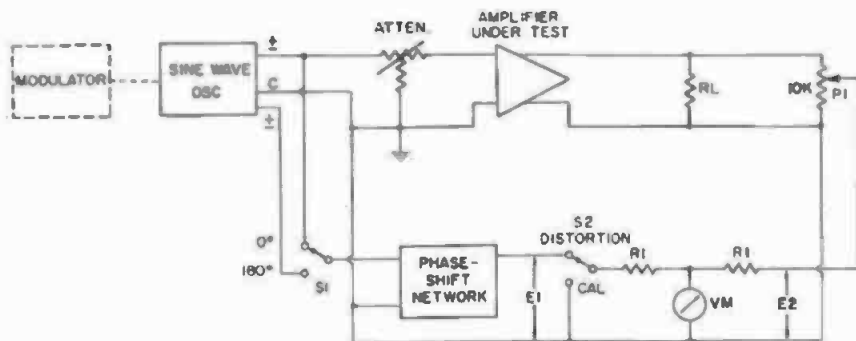 MODULATOR
SINE WAVE
OSC
±
C
±
ATTEN.
AMPLIFIER
UNDER TEST
RL
10K
P1
0°
180°
S1
PHASE-
SHIFT
NETWORK
E1
S2
DISTORTION
CAL
R1
R1
VM
E2